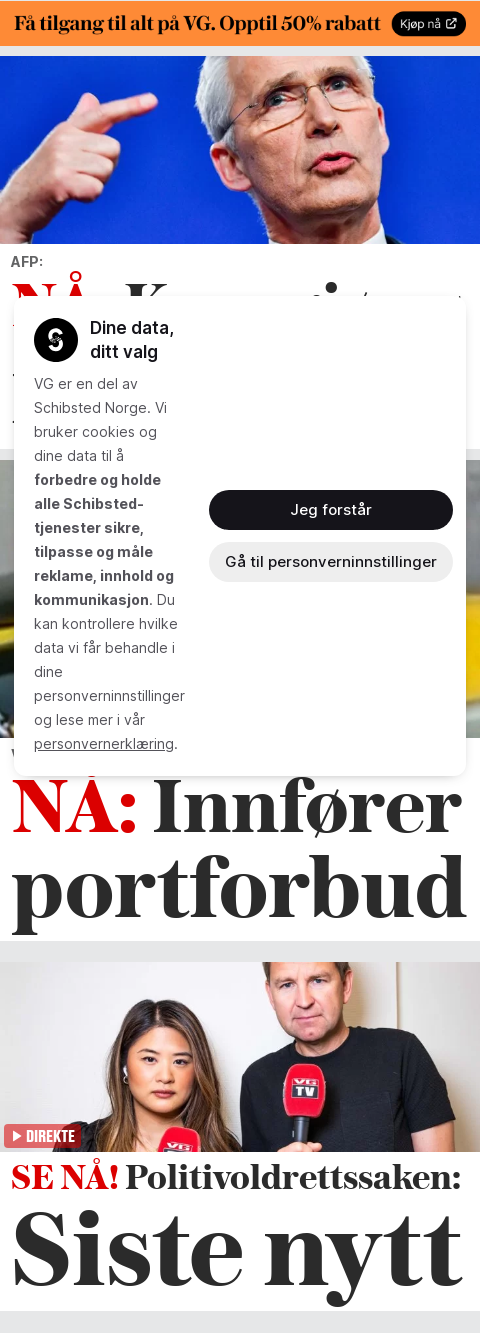 Få tilgang til alt på VG. Opptil 50% rabatt
Kjøp nå
AFP:
NÅ:
Dine data,
ditt valg
VG er en del av
Schibsted Norge. Vi
bruker cookies og
dine data til å
forbedre og holde
alle Schibsted-
tjenester sikre,
tilpasse og måle
reklame, innhold og
kommunikasjon. Du
kan kontrollere hvilke
data vi får behandle i
dine
personverninnstillinger
og lese mer i vår
personvernerklæring.
Jeg forstår
Gå til personverninnstillinger
NÅ: Innfører
portforbud
VG
TV
VG
DIREKTE
SE NÅ! Politivoldrettssaken:
Siste nytt